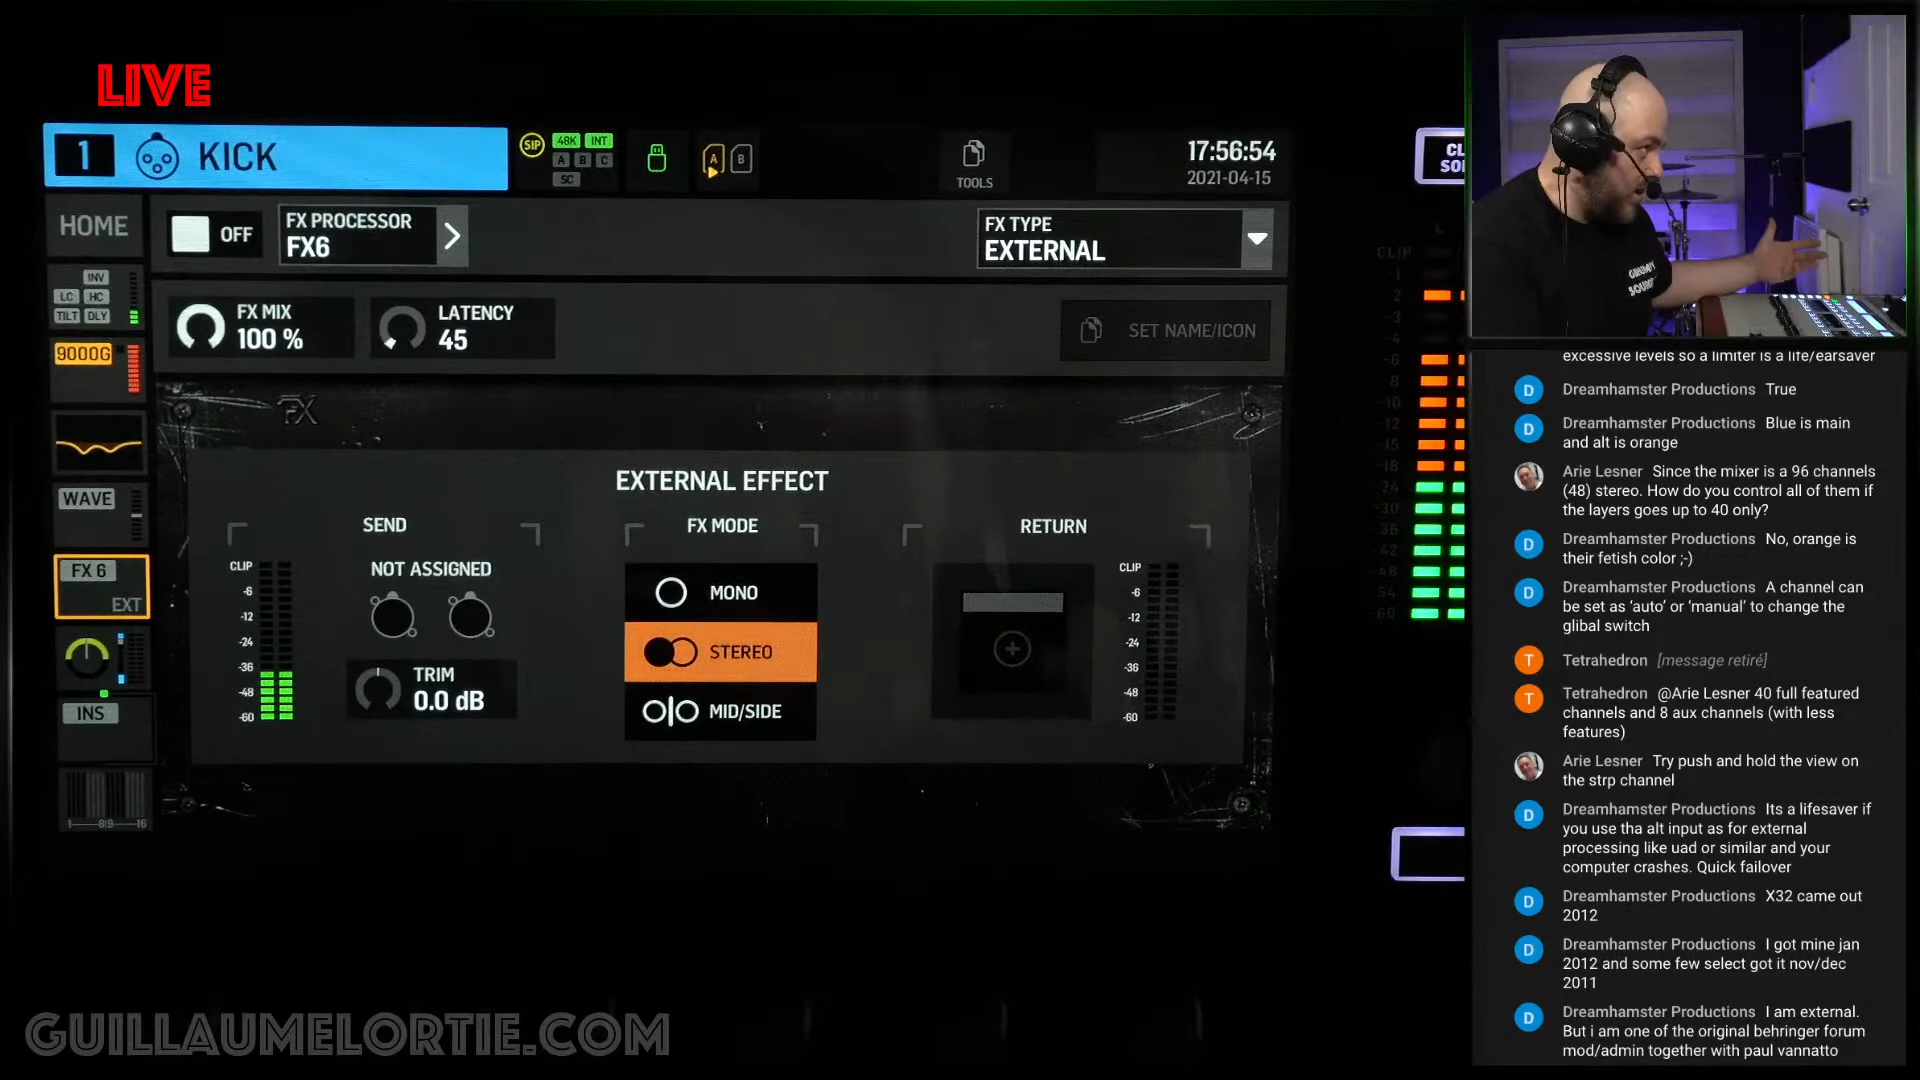 LIVE
1 KICK
SIP 48K INT
A B C
SC
A B
TOOLS
17:56:54
2021-04-15
CL
SO
HOME
OFF
FX PROCESSOR
FX6
FX TYPE
EXTERNAL
INV
LC HC
TILT DLY
FX MIX
100 %
LATENCY
45
SET NAME/ICON
9000G
FX
EXTERNAL EFFECT
SEND
FX MODE
RETURN
WAVE
CLIP
-6
-12
-24
-36
-48
-60
NOT ASSIGNED
TRIM
0.0 dB
MONO
STEREO
MID/SIDE
CLIP
-6
-12
-24
-36
-48
-60
FX 6
EXT
INS
1—8|9—16
CLIP
L
GUILLAUMELORTIE.COM
excessive levels so a limiter is a life/earsaver
D Dreamhamster Productions True
D Dreamhamster Productions Blue is main
and alt is orange
Arie Lesner Since the mixer is a 96 channels
(48) stereo. How do you control all of them if
the layers goes up to 40 only?
D Dreamhamster Productions No, orange is
their fetish color ;-)
D Dreamhamster Productions A channel can
be set as ‘auto’ or ‘manual’ to change the
glibal switch
T Tetrahedron [message retiré]
T Tetrahedron @Arie Lesner 40 full featured
channels and 8 aux channels (with less
features)
Arie Lesner Try push and hold the view on
the strp channel
D Dreamhamster Productions Its a lifesaver if
you use tha alt input as for external
processing like uad or similar and your
computer crashes. Quick failover
D Dreamhamster Productions X32 came out
2012
D Dreamhamster Productions I got mine jan
2012 and some few select got it nov/dec
2011
D Dreamhamster Productions I am external.
But i am one of the original behringer forum
mod/admin together with paul vannatto